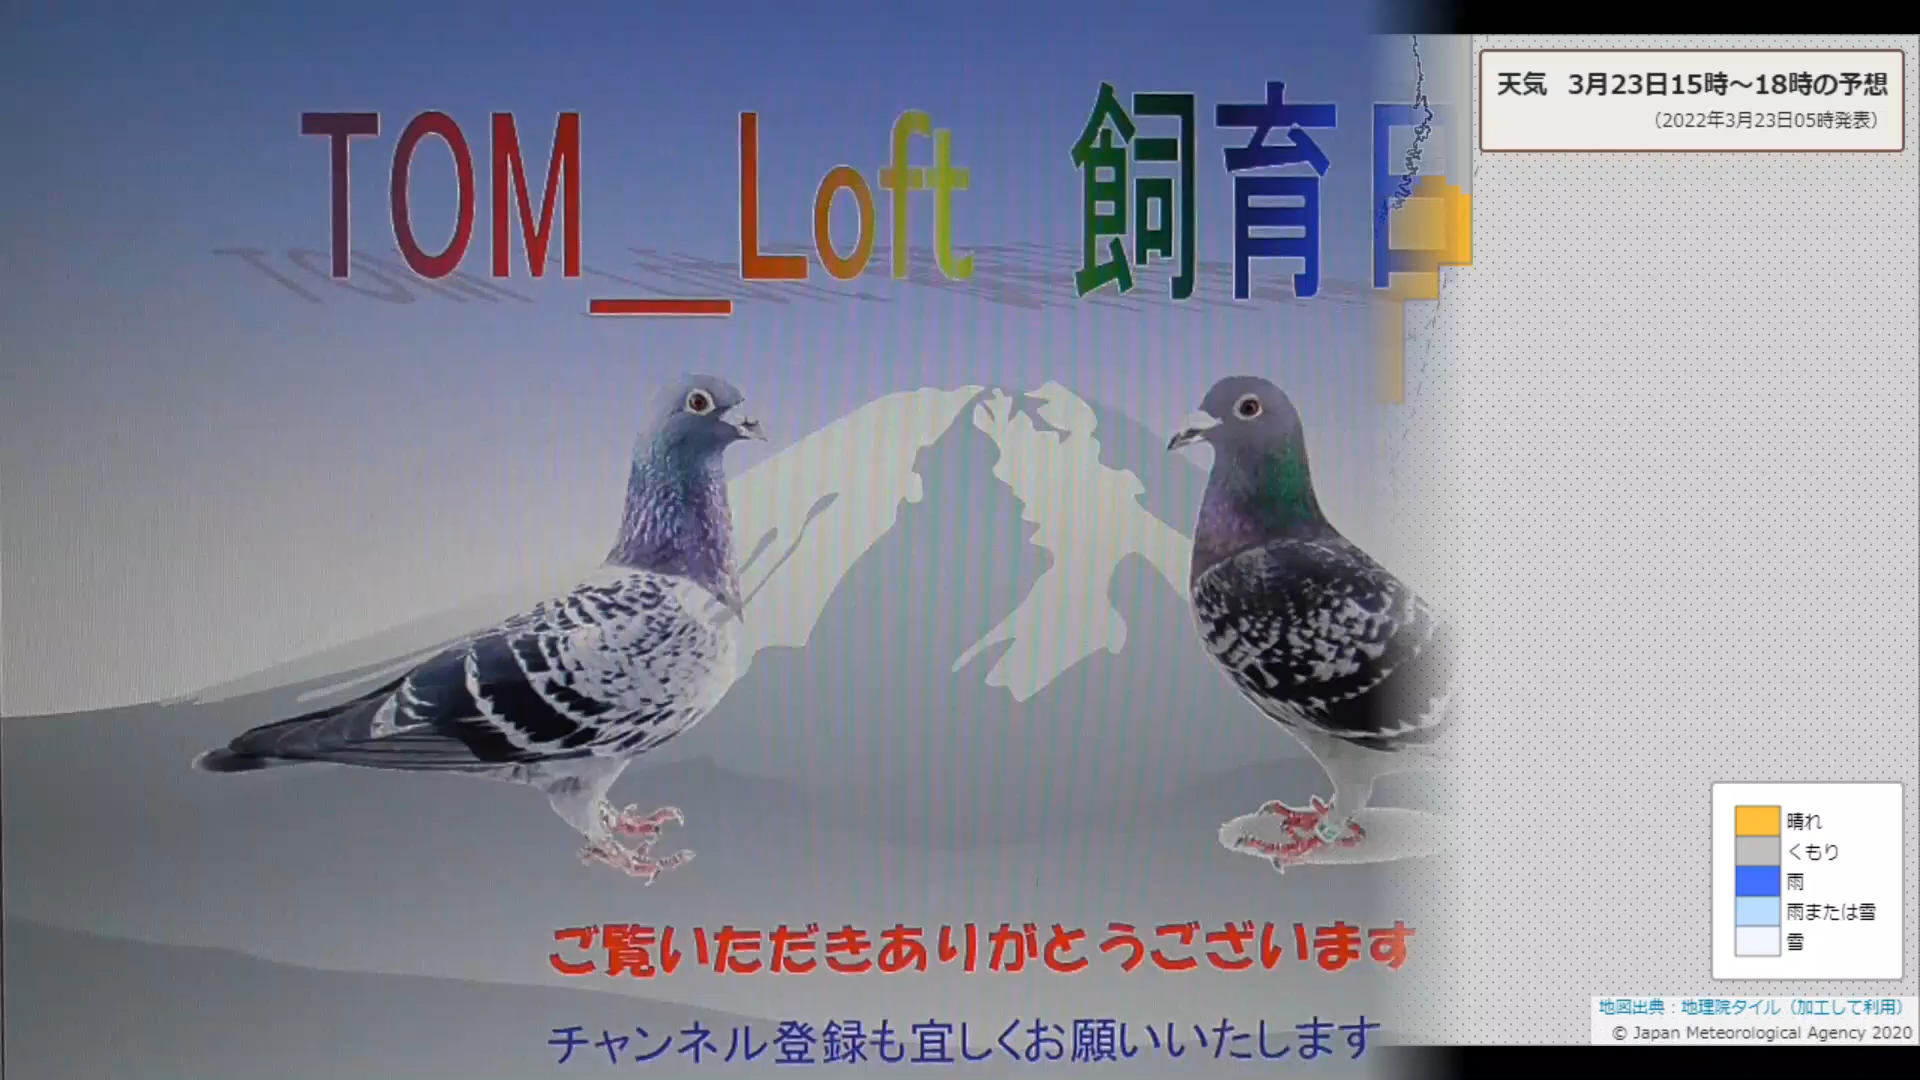 TOM_Loft 飼育日
天気 3月23日15時～18時の予想
（2022年3月23日05時発表）
晴れ
くもり
雨
雨または雪
雪
ご覧いただきありがとうございます
チャンネル登録も宜しくお願いいたします
地図出典：地理院タイル（加工して利用）
© Japan Meteorological Agency 2020